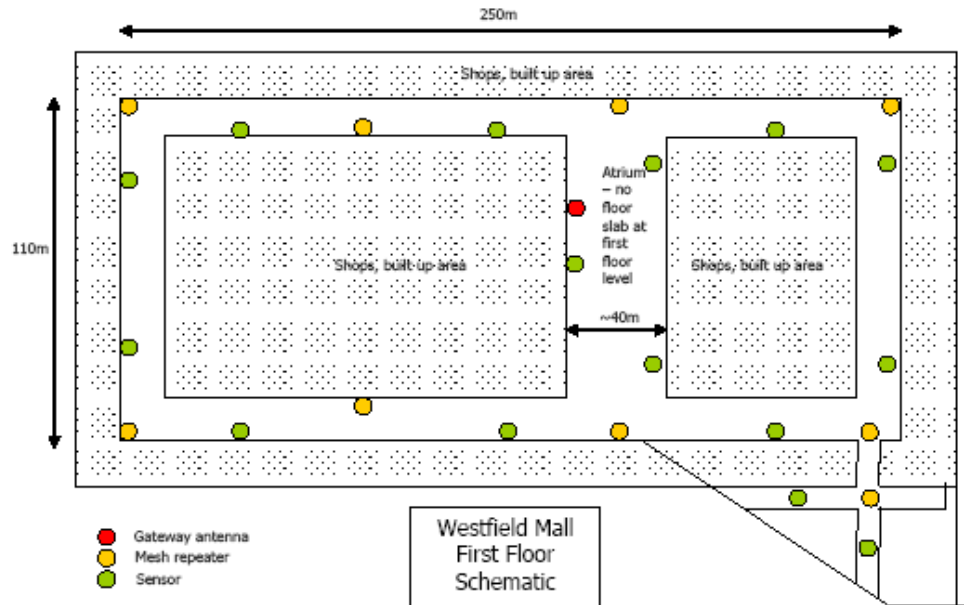 250m
Shops, built up area
110m
Atrium
– no
floor
slab at
first
floor
level
Shops, built up area
Shops, built up area
~40m
Gateway antenna
Mesh repeater
Sensor
Westfield Mall
First Floor
Schematic